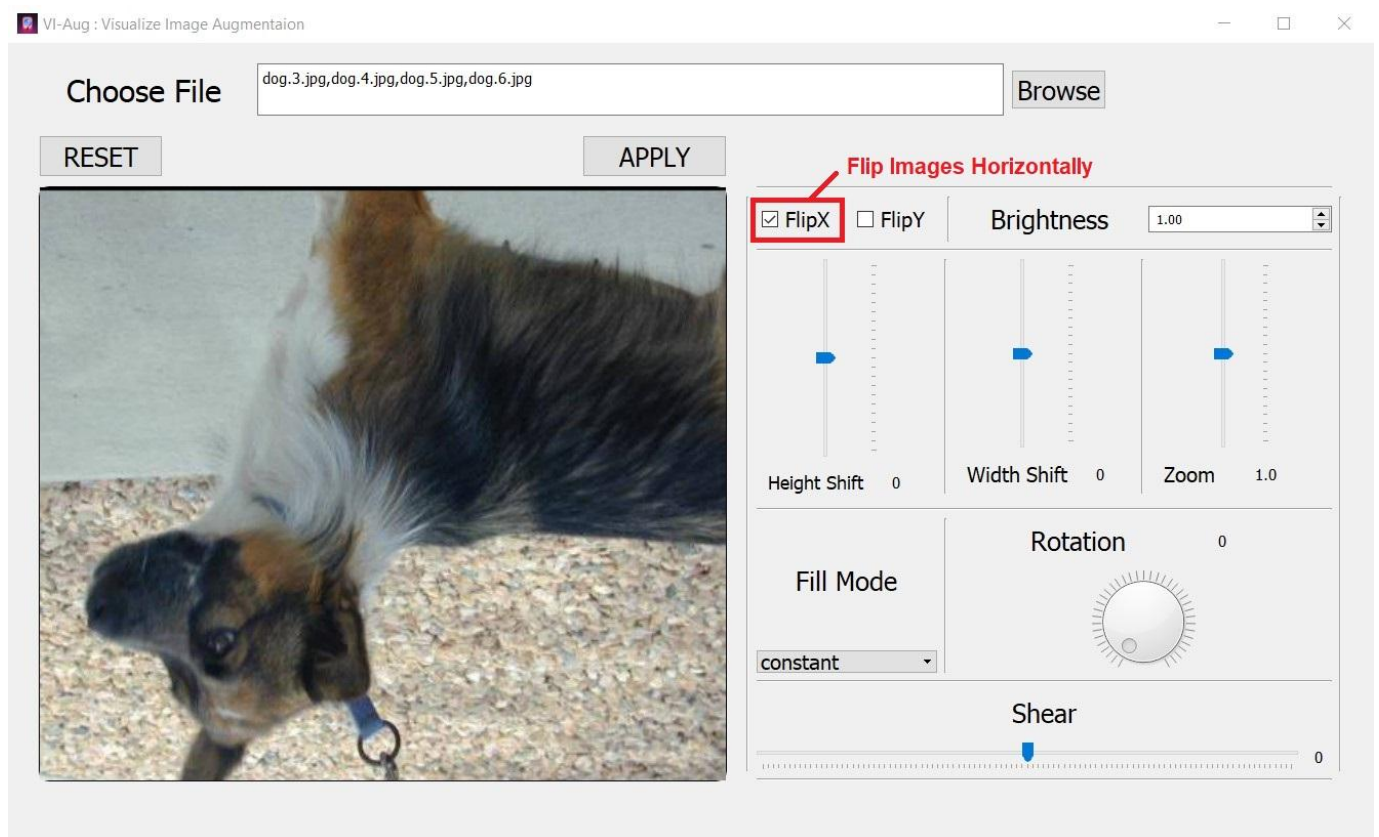 VI-Aug : Visualize Image Augmentaion
Choose File
dog.3.jpg,dog.4.jpg,dog.5.jpg,dog.6.jpg
Browse
RESET
APPLY
Flip Images Horizontally
FlipX
FlipY
Brightness
1.00
Height Shift 0
Width Shift 0
Zoom 1.0
Rotation 0
Fill Mode
constant
Shear
0